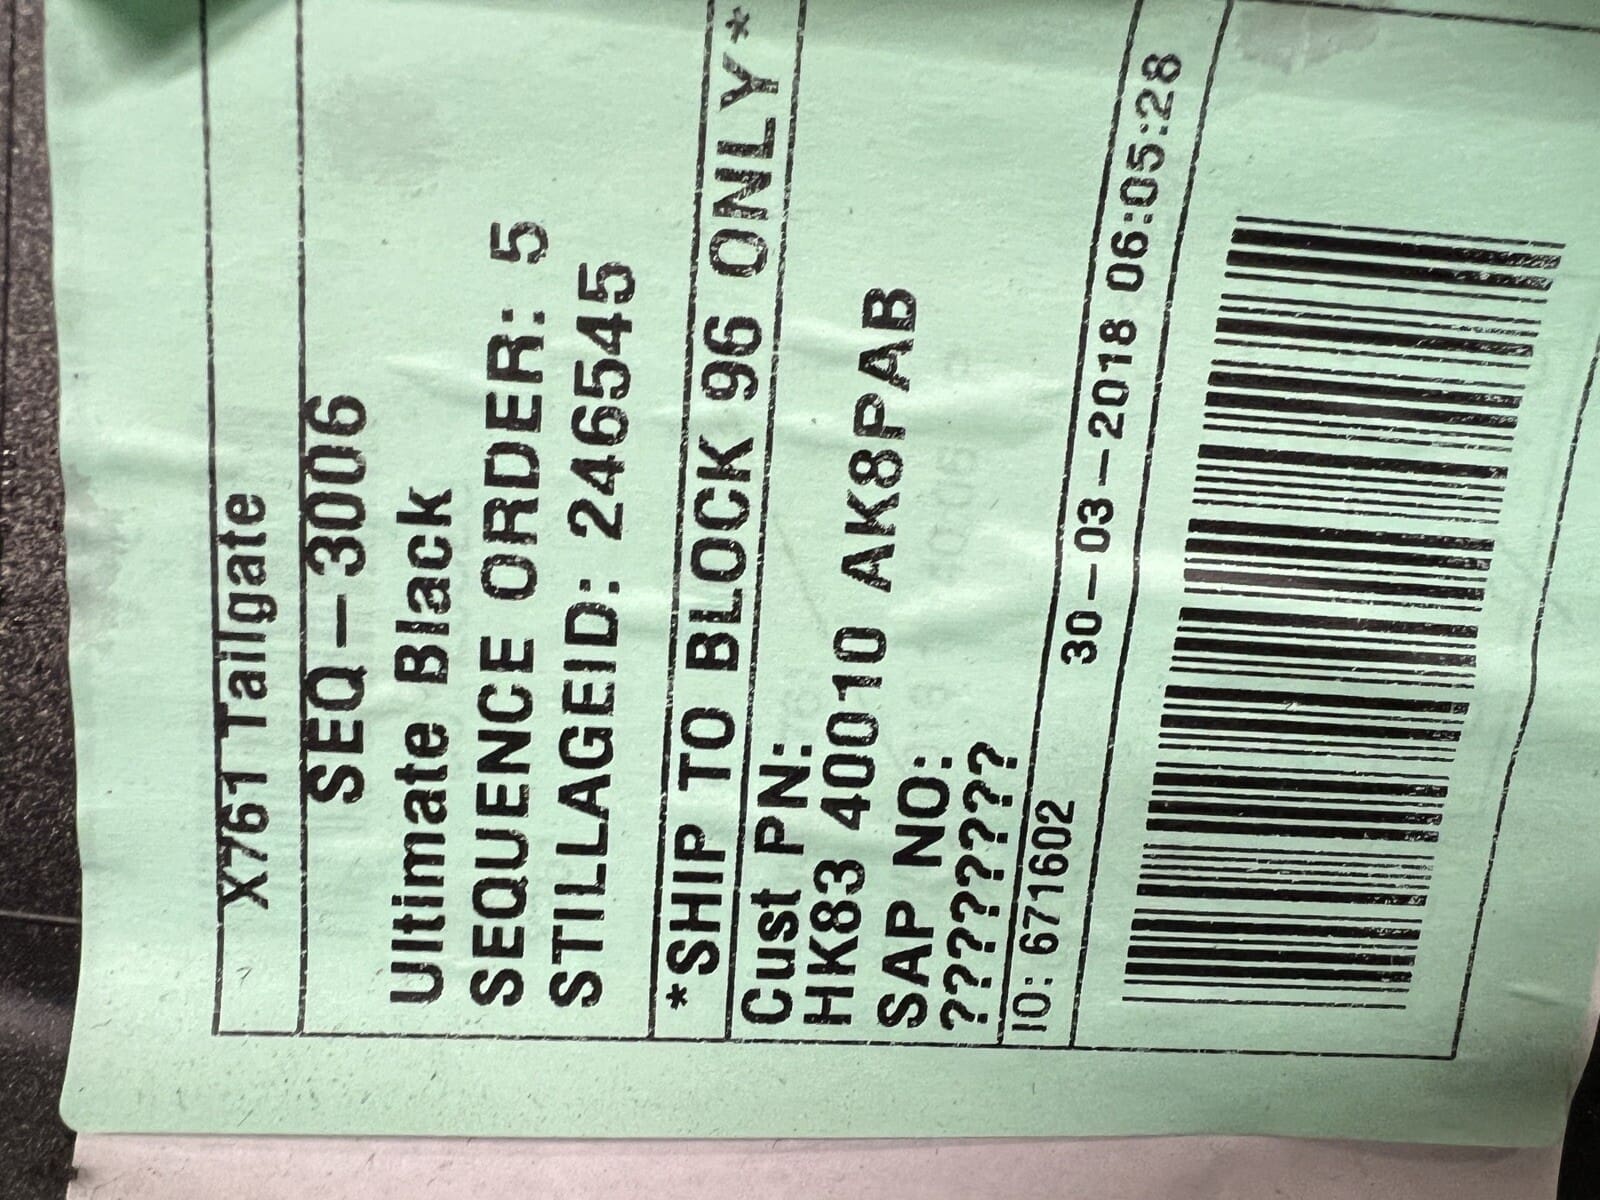 X761 Tailgate
SEQ-3006
Ultimate Black
SEQUENCE ORDER: 5
STILLAGEID: 246545
*SHIP TO BLOCK 96 ONLY*
Cust PN:
HK83 40010 AK8PAB
SAP NO:
????????
IO: 671602 30-03-2018 06:05:28